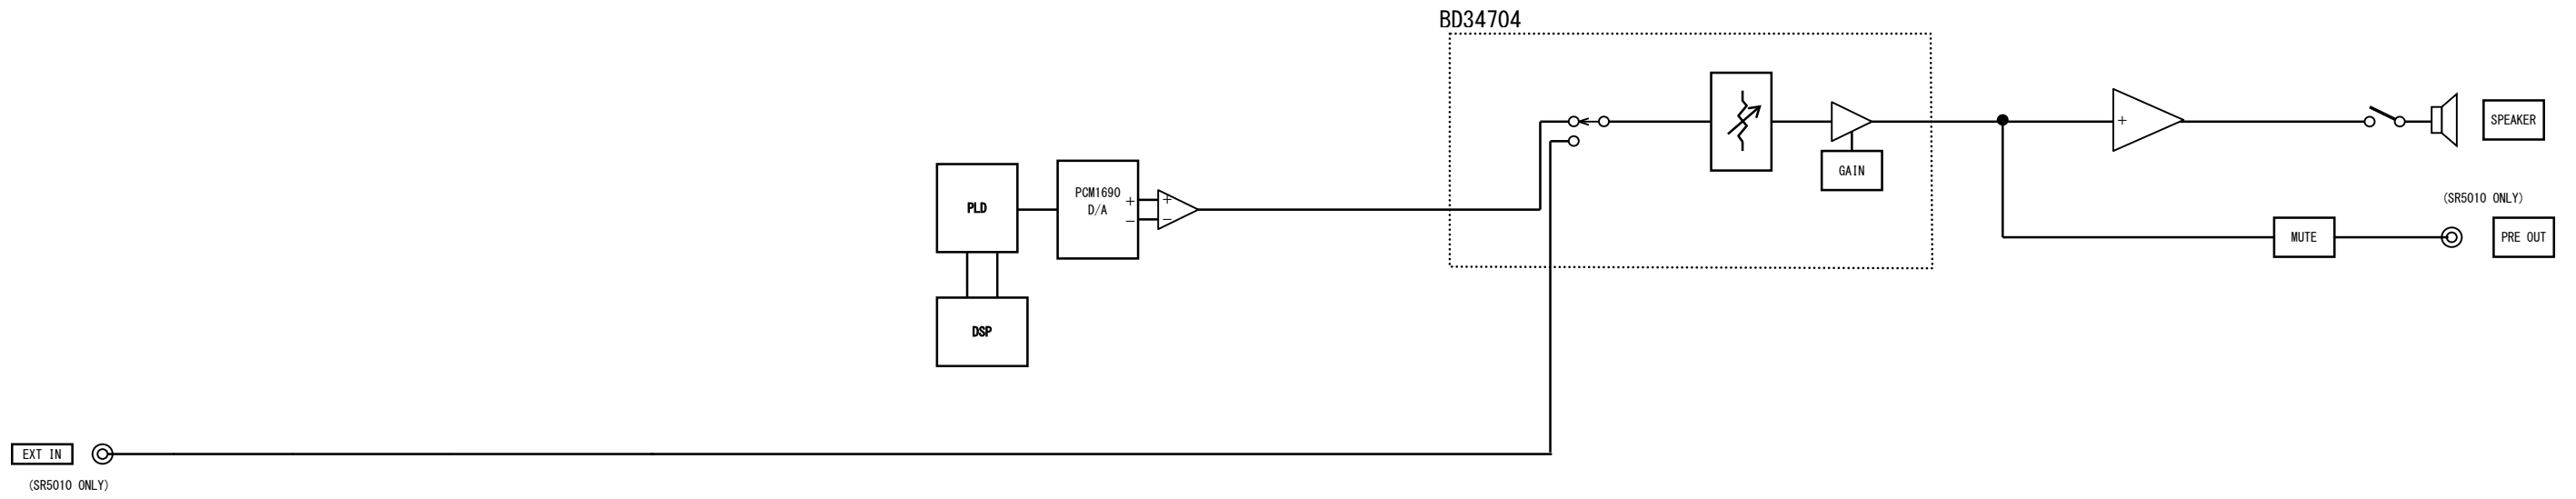 BD34704
SPEAKER
GAIN
PCM1690
D/A
+
-
+
-
+
PLD
(SR5010 ONLY)
MUTE
PRE OUT
DSP
EXT IN
(SR5010 ONLY)